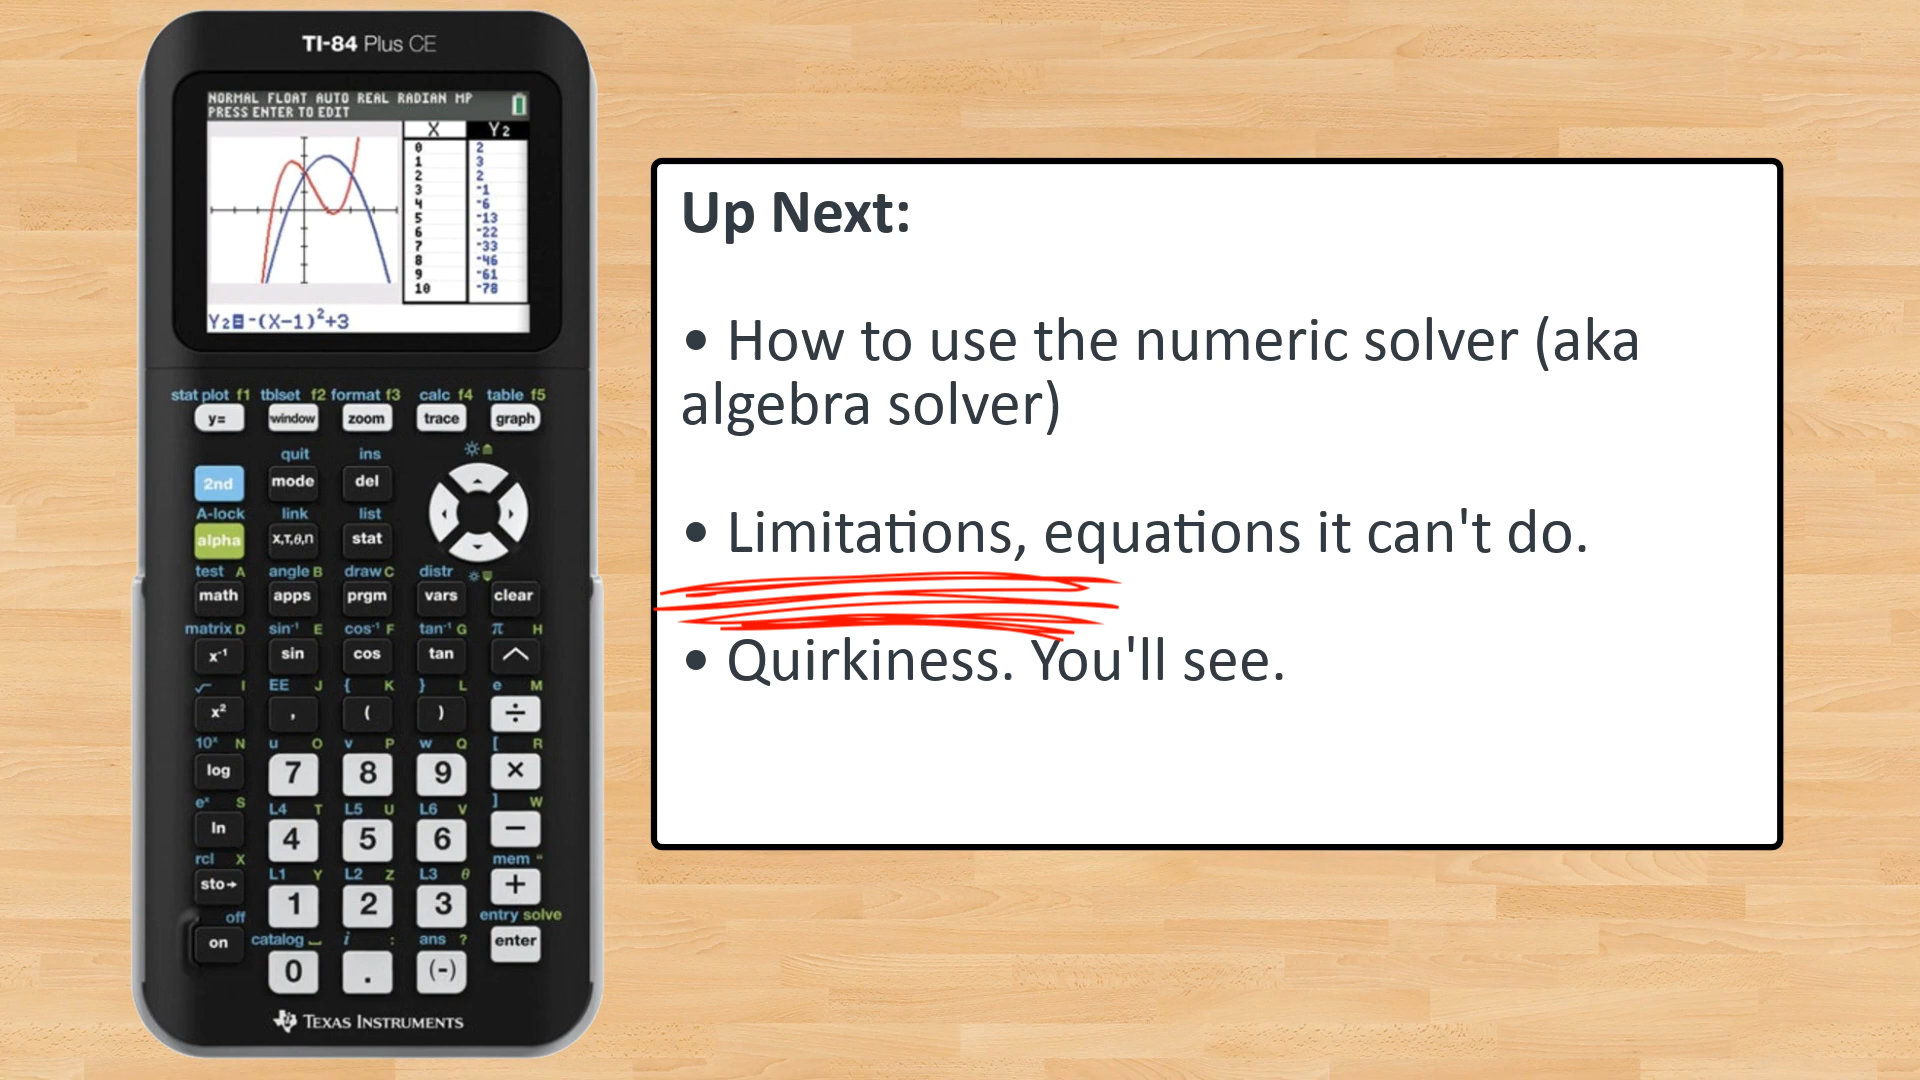 TI-84 Plus CE
NORMAL FLOAT AUTO REAL RADIAN MP
PRESS ENTER TO EDIT
X Y2
0 2
1 3
2 2
3 -1
4 -6
5 -13
6 -22
7 -33
8 -46
9 -61
10 -78
Y2=-(X-1)²+3
stat plot f1 tblset f2 format f3 calc f4 table f5
y= window zoom trace graph
quit ins
2nd mode del
A-lock link list
alpha X,T,θ,n stat
test A angle B draw C distr
math apps prgm vars clear
matrix D sin⁻¹ E cos⁻¹ F tan⁻¹ G π H
x⁻¹ sin cos tan ^
√ I EE J { K } L e M
x² , ( ) ÷
10ˣ N u O v P w Q [ R
log 7 8 9 ×
eˣ S L4 T L5 U L6 V ] W
ln 4 5 6 −
rcl X L1 Y L2 Z L3 θ mem "
sto→ 1 2 3 +
off catalog ⎵ i : ans ? entry solve
on 0 . (-) enter
TEXAS INSTRUMENTS
Up Next:
• How to use the numeric solver (aka
algebra solver)
• Limitations, equations it can't do.
• Quirkiness. You'll see.